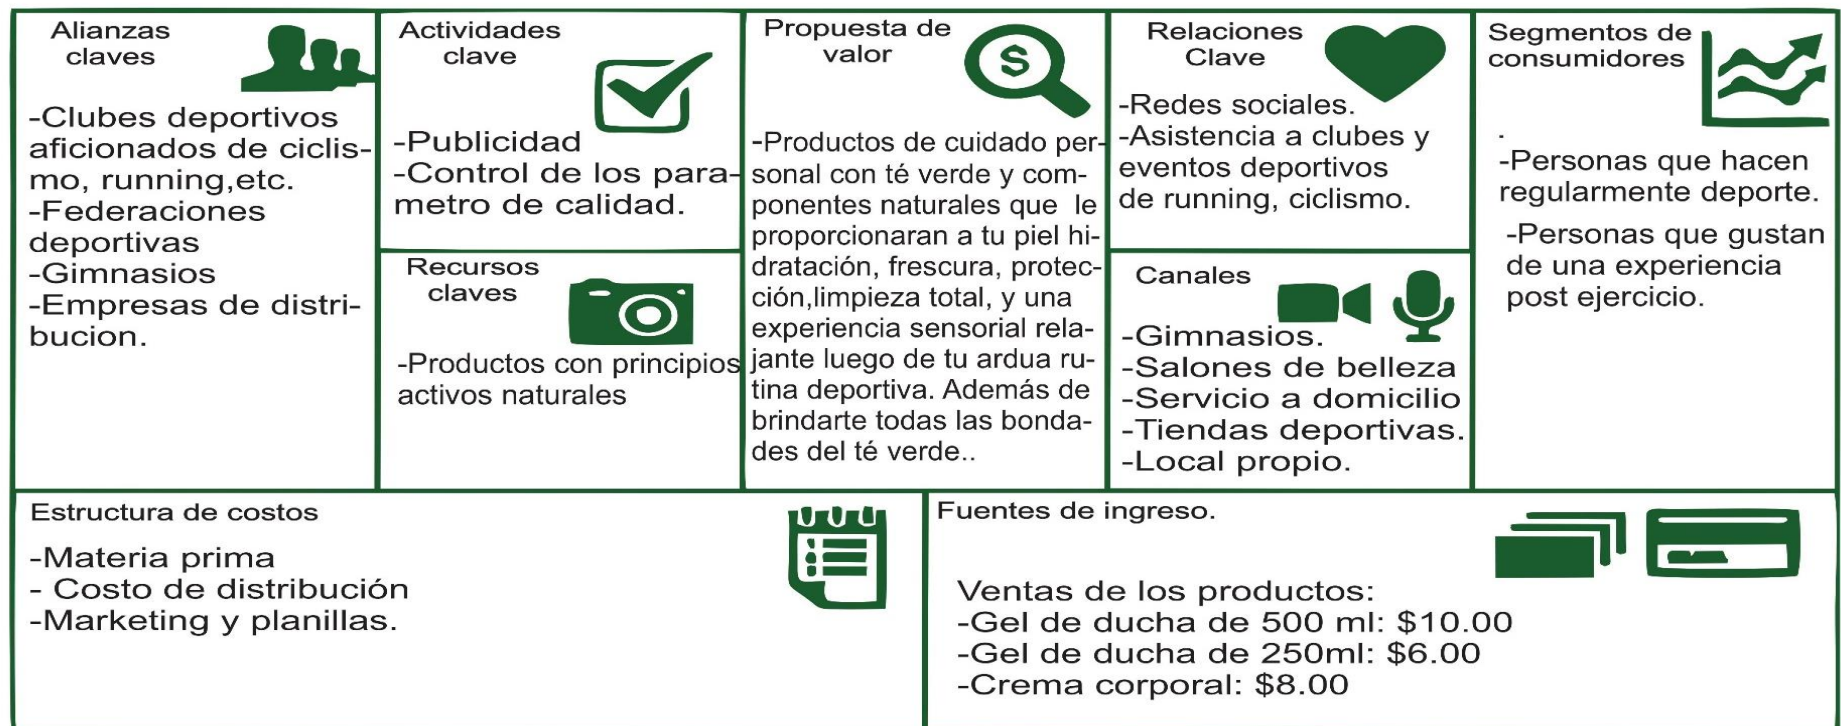 Alianzas
claves
-Clubes deportivos
aficionados de ciclis-
mo, running,etc.
-Federaciones
deportivas
-Gimnasios
-Empresas de distri-
bucion.
Actividades
clave
-Publicidad
-Control de los para-
metro de calidad.
Recursos
claves
-Productos con principios
activos naturales
Propuesta de
valor
$
-Productos de cuidado per-
sonal con té verde y com-
ponentes naturales que le
proporcionaran a tu piel hi-
dratación, frescura, protec-
ción,limpieza total, y una
experiencia sensorial rela-
jante luego de tu ardua ru-
tina deportiva. Además de
brindarte todas las bonda-
des del té verde..
Relaciones
Clave
-Redes sociales.
-Asistencia a clubes y
eventos deportivos
de running, ciclismo.
Canales
-Gimnasios.
-Salones de belleza
-Servicio a domicilio
-Tiendas deportivas.
-Local propio.
Segmentos de
consumidores
.
-Personas que hacen
regularmente deporte.
-Personas que gustan
de una experiencia
post ejercicio.
Estructura de costos
-Materia prima
- Costo de distribución
-Marketing y planillas.
Fuentes de ingreso.
Ventas de los productos:
-Gel de ducha de 500 ml: $10.00
-Gel de ducha de 250ml: $6.00
-Crema corporal: $8.00